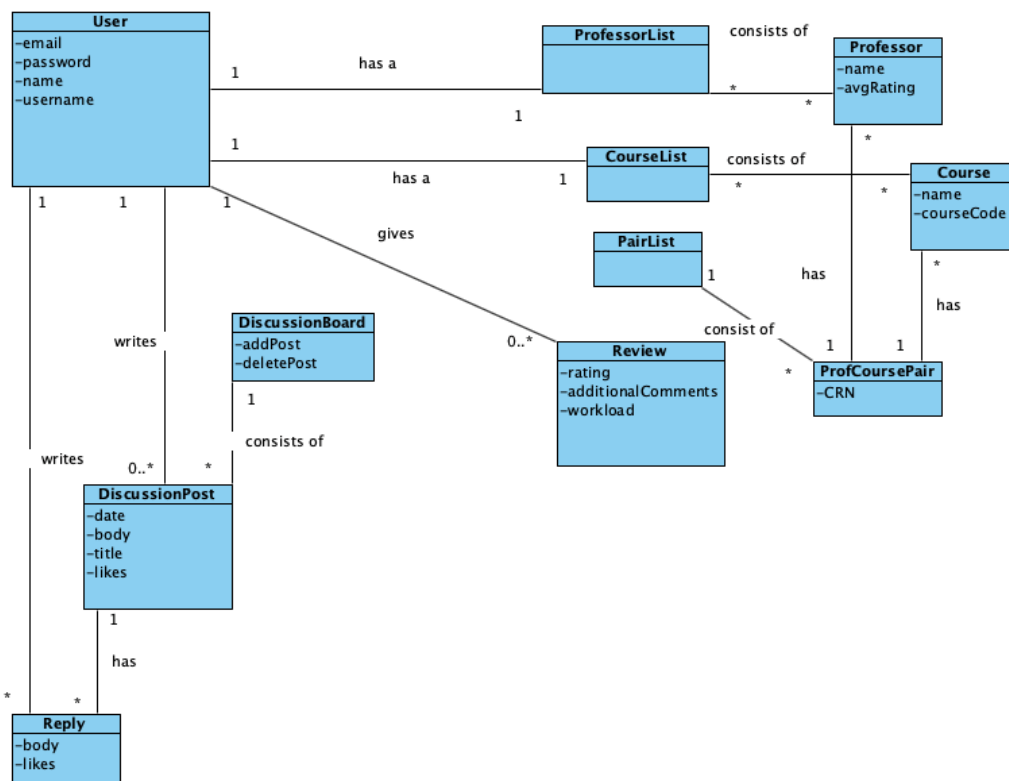 User
-email
-password
-name
-username
ProfessorList
consists of
Professor
-name
-avgRating
1
has a
1
*
*
*
1
has a
1
CourseList
consists of
*
*
Course
-name
-courseCode
1
1
1
gives
PairList
1
*
has
has
writes
DiscussionBoard
-addPost
-deletePost
0..*
consist of
1
1
*
Review
-rating
-additionalComments
-workload
ProfCoursePair
-CRN
1
consists of
writes
0..*
*
DiscussionPost
-date
-body
-title
-likes
1
has
*
*
Reply
-body
-likes